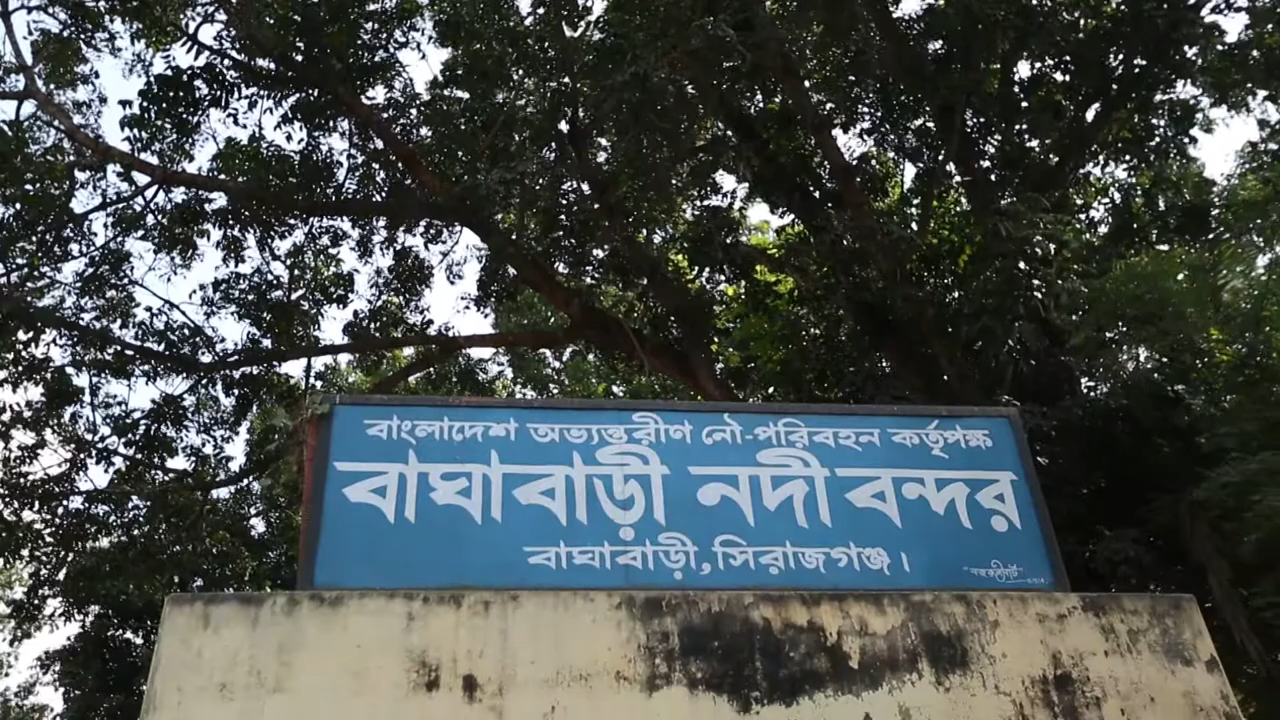 বাংলাদেশ অভ্যন্তরীণ নৌ-পরিবহন কর্তৃপক্ষ
বাঘাবাড়ী নদী বন্দর
বাঘাবাড়ী, সিরাজগঞ্জ।